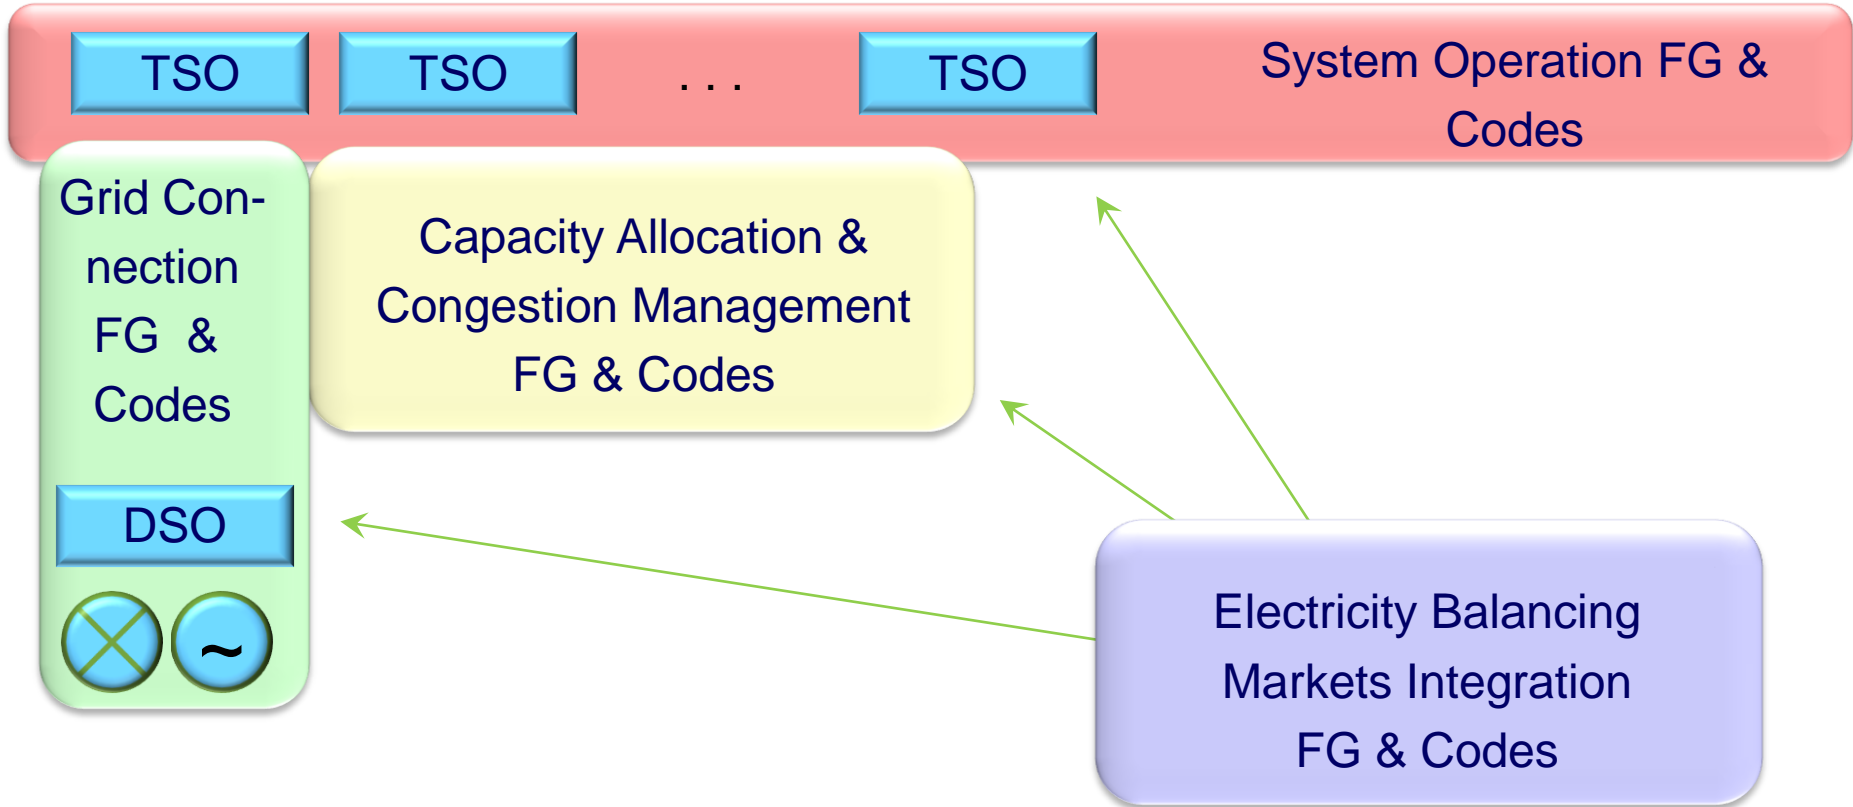 TSO TSO . . . TSO
System Operation FG &
Codes
Grid Con-
nection
FG &
Codes
Capacity Allocation &
Congestion Management
FG & Codes
DSO
~
Electricity Balancing
Markets Integration
FG & Codes